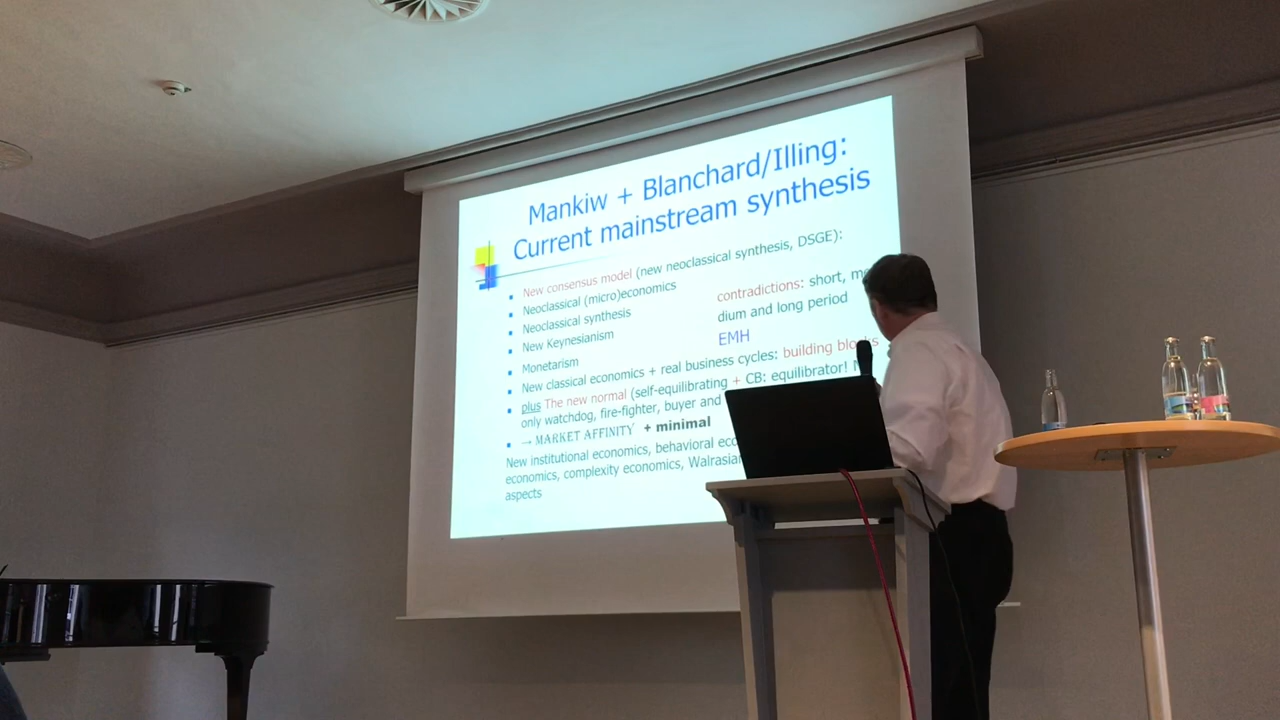 Mankiw + Blanchard/Illing:
Current mainstream synthesis
New consensus model (new neoclassical synthesis, DSGE):
Neoclassical (micro)economics
Neoclassical synthesis
New Keynesianism
Monetarism
contradictions: short, me
dium and long period
EMH
New classical economics + real business cycles: building blocks
plus The new normal (self-equilibrating + CB: equilibrator!
only watchdog, fire-fighter, buyer and
→ MARKET AFFINITY + minimal
New institutional economics, behavioral
economics, complexity economics, Walrasian
aspects